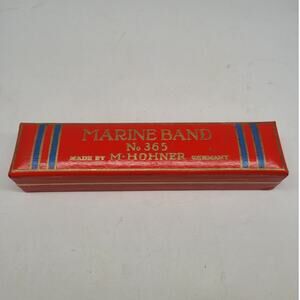 MARINE BAND
No 365
MADE BY M. HOHNER GERMANY